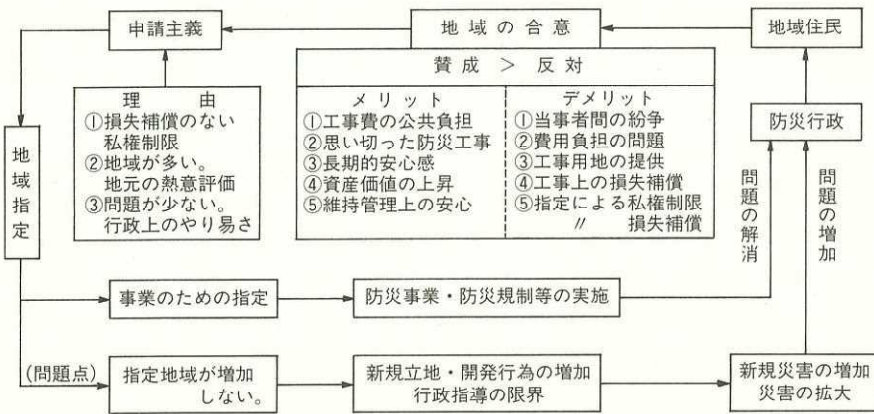 申請主義
地域の合意
地域住民
賛成 > 反対
理由
①損失補償のない
私権制限
②地域が多い。
地元の熱意評価
③問題が少ない。
行政上のやり易さ
メリット
①工事費の公共負担
②思い切った防災工事
③長期的安心感
④資産価値の上昇
⑤維持管理上の安心
デメリット
①当事者間の紛争
②費用負担の問題
③工事用地の提供
④工事上の損失補償
⑤指定による私権制限
〃 損失補償
防災行政
地域指定
問題の解消
問題の増加
事業のための指定
防災事業・防災規制等の実施
(問題点)
指定地域が増加
しない。
新規立地・開発行為の増加
行政指導の限界
新規災害の増加
災害の拡大